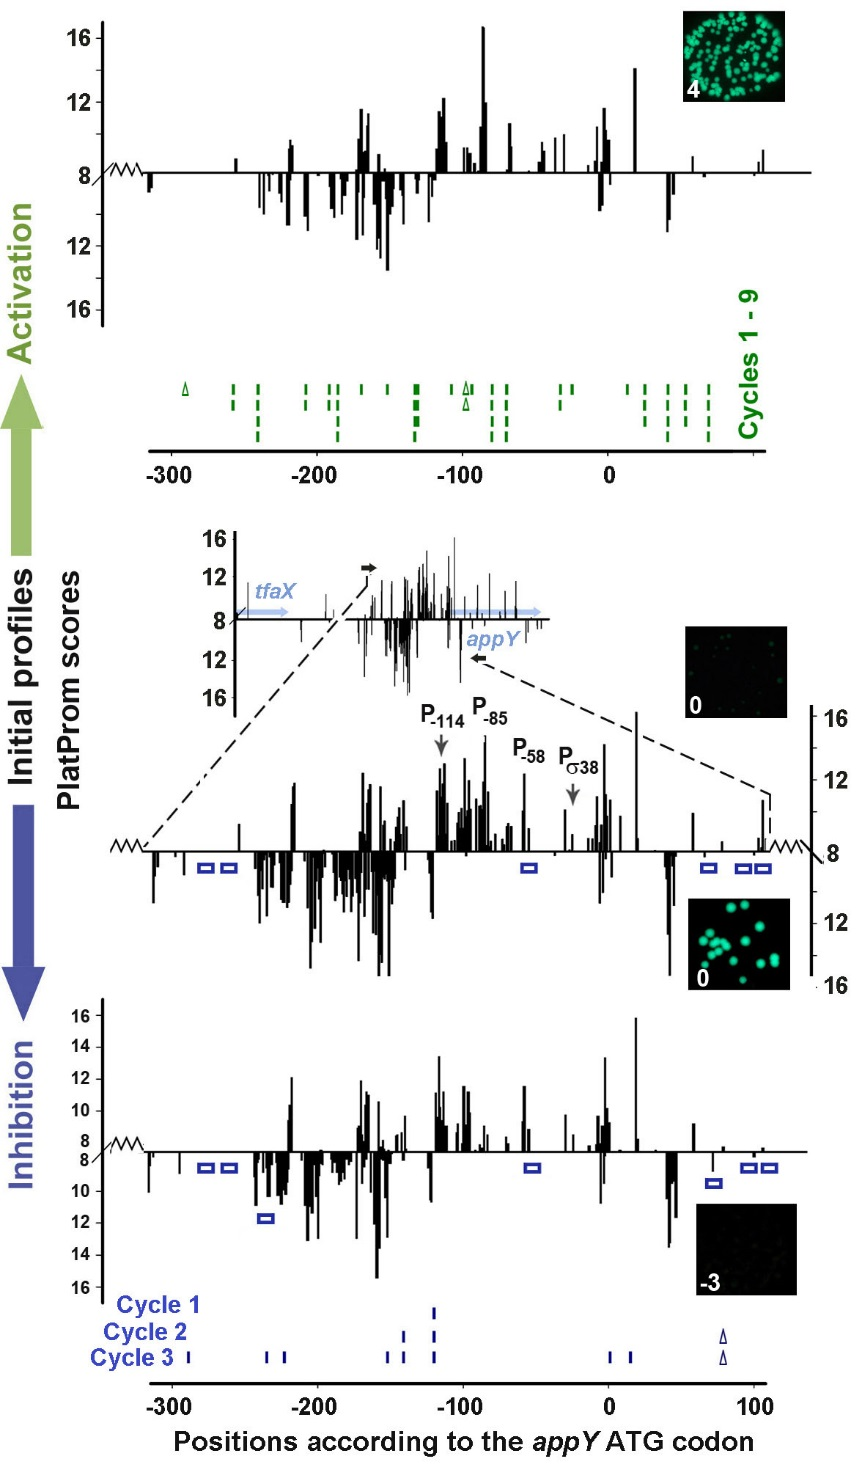 16
4
12
8
12
16
Activation
Cycles 1 - 9
-300 -200 -100 0
Initial profiles
PlatProm scores
16
12
tfaX
8
appY
12
16
0
16
P-114 P-85
P-58 Pσ38
12
8
12
0
16
Inhibition
16
14
12
10
8
8
10
12
14
16
-3
Cycle 1
Cycle 2
Cycle 3
-300 -200 -100 0 100
Positions according to the appY ATG codon